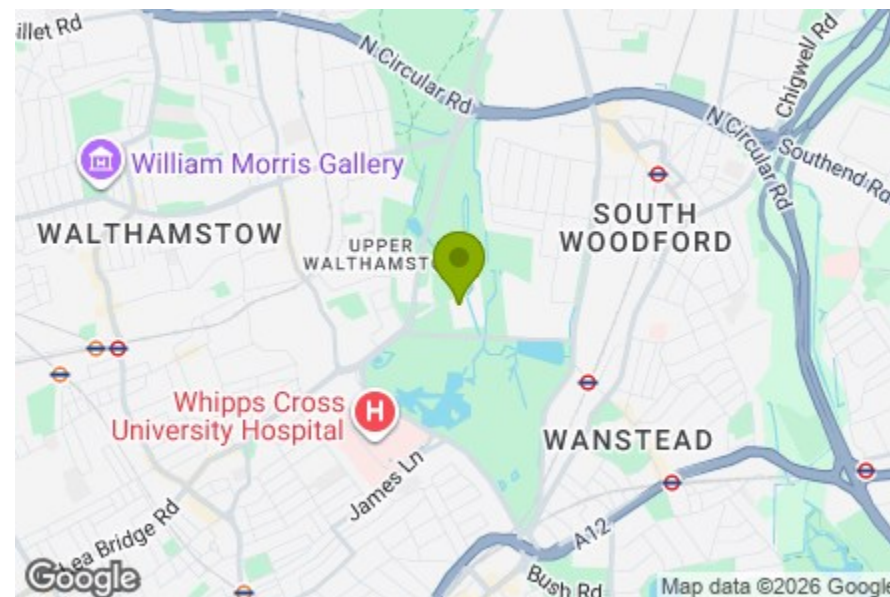 illet Rd
N Circular Rd
Chigwell Rd
N Circular Rd
Southend Rd
William Morris Gallery
WALTHAMSTOW
SOUTH
WOODFORD
UPPER
WALTHAMST
Whipps Cross
University Hospital
H
WANSTEAD
James Ln
Lea Bridge Rd
A12
Bush Rd
Google
Map data ©2026 Google